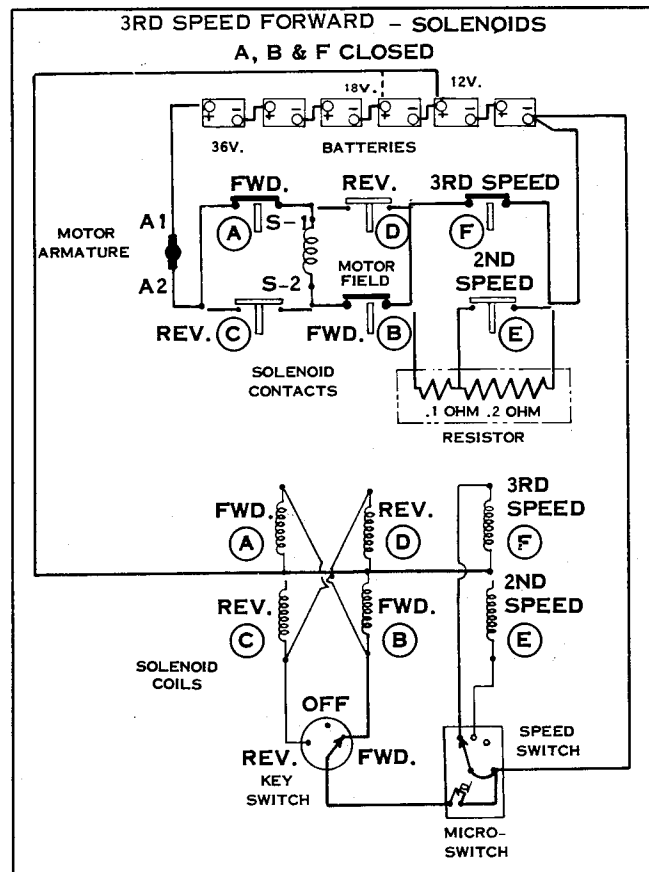 3RD SPEED FORWARD – SOLENOIDS
A, B & F CLOSED
18V.
12V.
+ - + - + - + - + - + -
36V.
BATTERIES
FWD.
REV.
3RD SPEED
A1
MOTOR
ARMATURE
A
S-1
D
F
A2
S-2
MOTOR
FIELD
2ND
SPEED
REV.
C
FWD.
B
E
SOLENOID
CONTACTS
.1 OHM .2 OHM
RESISTOR
FWD.
A
REV.
D
3RD
SPEED
F
REV.
C
FWD.
B
2ND
SPEED
E
SOLENOID
COILS
OFF
REV.
FWD.
KEY
SWITCH
SPEED
SWITCH
MICRO-
SWITCH